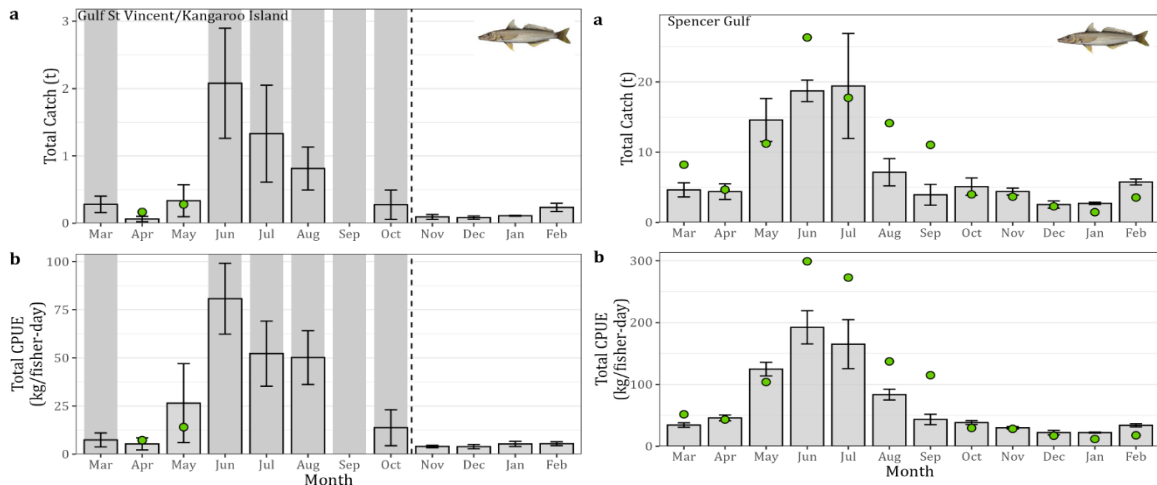 a
Gulf St Vincent/Kangaroo Island
Total Catch (t)
3
2
1
0
Mar Apr May Jun Jul Aug Sep Oct Nov Dec Jan Feb
b
Total CPUE
(kg/fisher-day)
100
75
50
25
0
Mar Apr May Jun Jul Aug Sep Oct Nov Dec Jan Feb
Month
a
Spencer Gulf
Total Catch (t)
20
10
0
Mar Apr May Jun Jul Aug Sep Oct Nov Dec Jan Feb
b
Total CPUE
(kg/fisher-day)
300
200
100
0
Mar Apr May Jun Jul Aug Sep Oct Nov Dec Jan Feb
Month